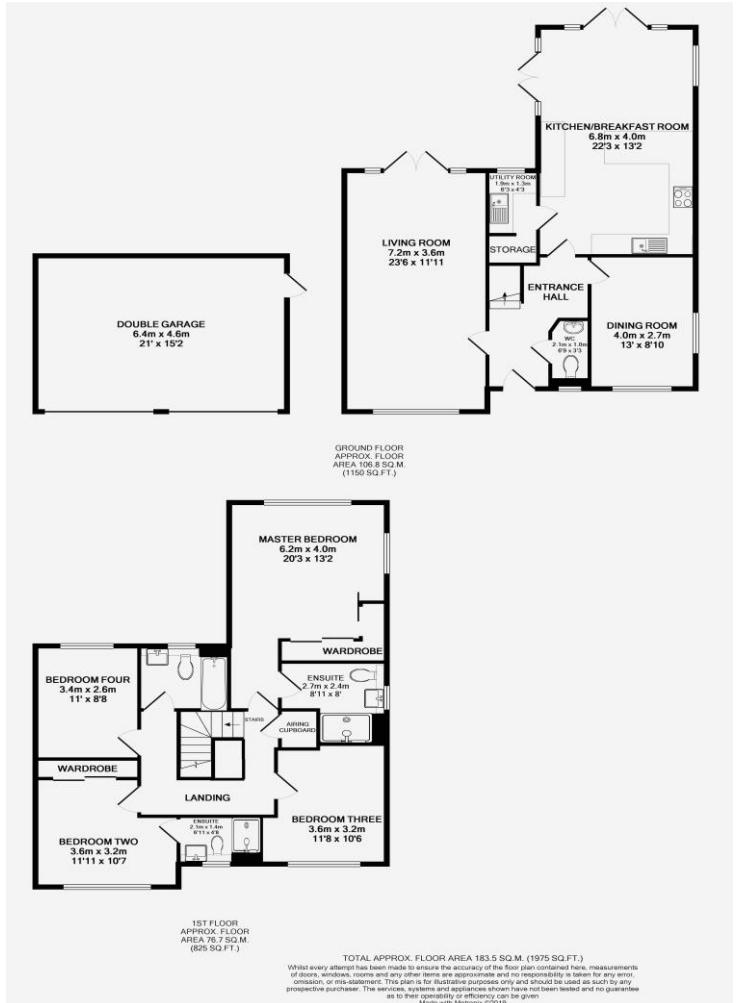 KITCHEN/BREAKFAST ROOM
6.8m x 4.0m
22'3 x 13'2
UTILITY ROOM
1.9m x 1.3m
6'3 x 4'3
LIVING ROOM
7.2m x 3.6m
23'6 x 11'11
STORAGE
ENTRANCE
HALL
DOUBLE GARAGE
6.4m x 4.6m
21' x 15'2
DINING ROOM
4.0m x 2.7m
13' x 8'10
WC
2.1m x 1.0m
6'9 x 3'3
GROUND FLOOR
APPROX. FLOOR
AREA 106.8 SQ.M.
(1150 SQ.FT.)
MASTER BEDROOM
6.2m x 4.0m
20'3 x 13'2
WARDROBE
BEDROOM FOUR
3.4m x 2.6m
11' x 8'8
ENSUITE
2.7m x 2.4m
8'11 x 8'
STAIRS
AIRING
CUPBOARD
WARDROBE
LANDING
BEDROOM TWO
3.6m x 3.2m
11'11 x 10'7
ENSUITE
2.1m x 1.4m
6'11 x 4'8
BEDROOM THREE
3.6m x 3.2m
11'8 x 10'6
1ST FLOOR
APPROX. FLOOR
AREA 76.7 SQ.M.
(825 SQ.FT.)
TOTAL APPROX. FLOOR AREA 183.5 SQ.M. (1975 SQ.FT.)
Whilst every attempt has been made to ensure the accuracy of the floor plan contained here, measurements
of doors, windows, rooms and any other items are approximate and no responsibility is taken for any error,
omission, or mis-statement. This plan is for illustrative purposes only and should be used as such by any
prospective purchaser. The services, systems and appliances shown have not been tested and no guarantee
as to their operability or efficiency can be given
Made with Metropix ©2019